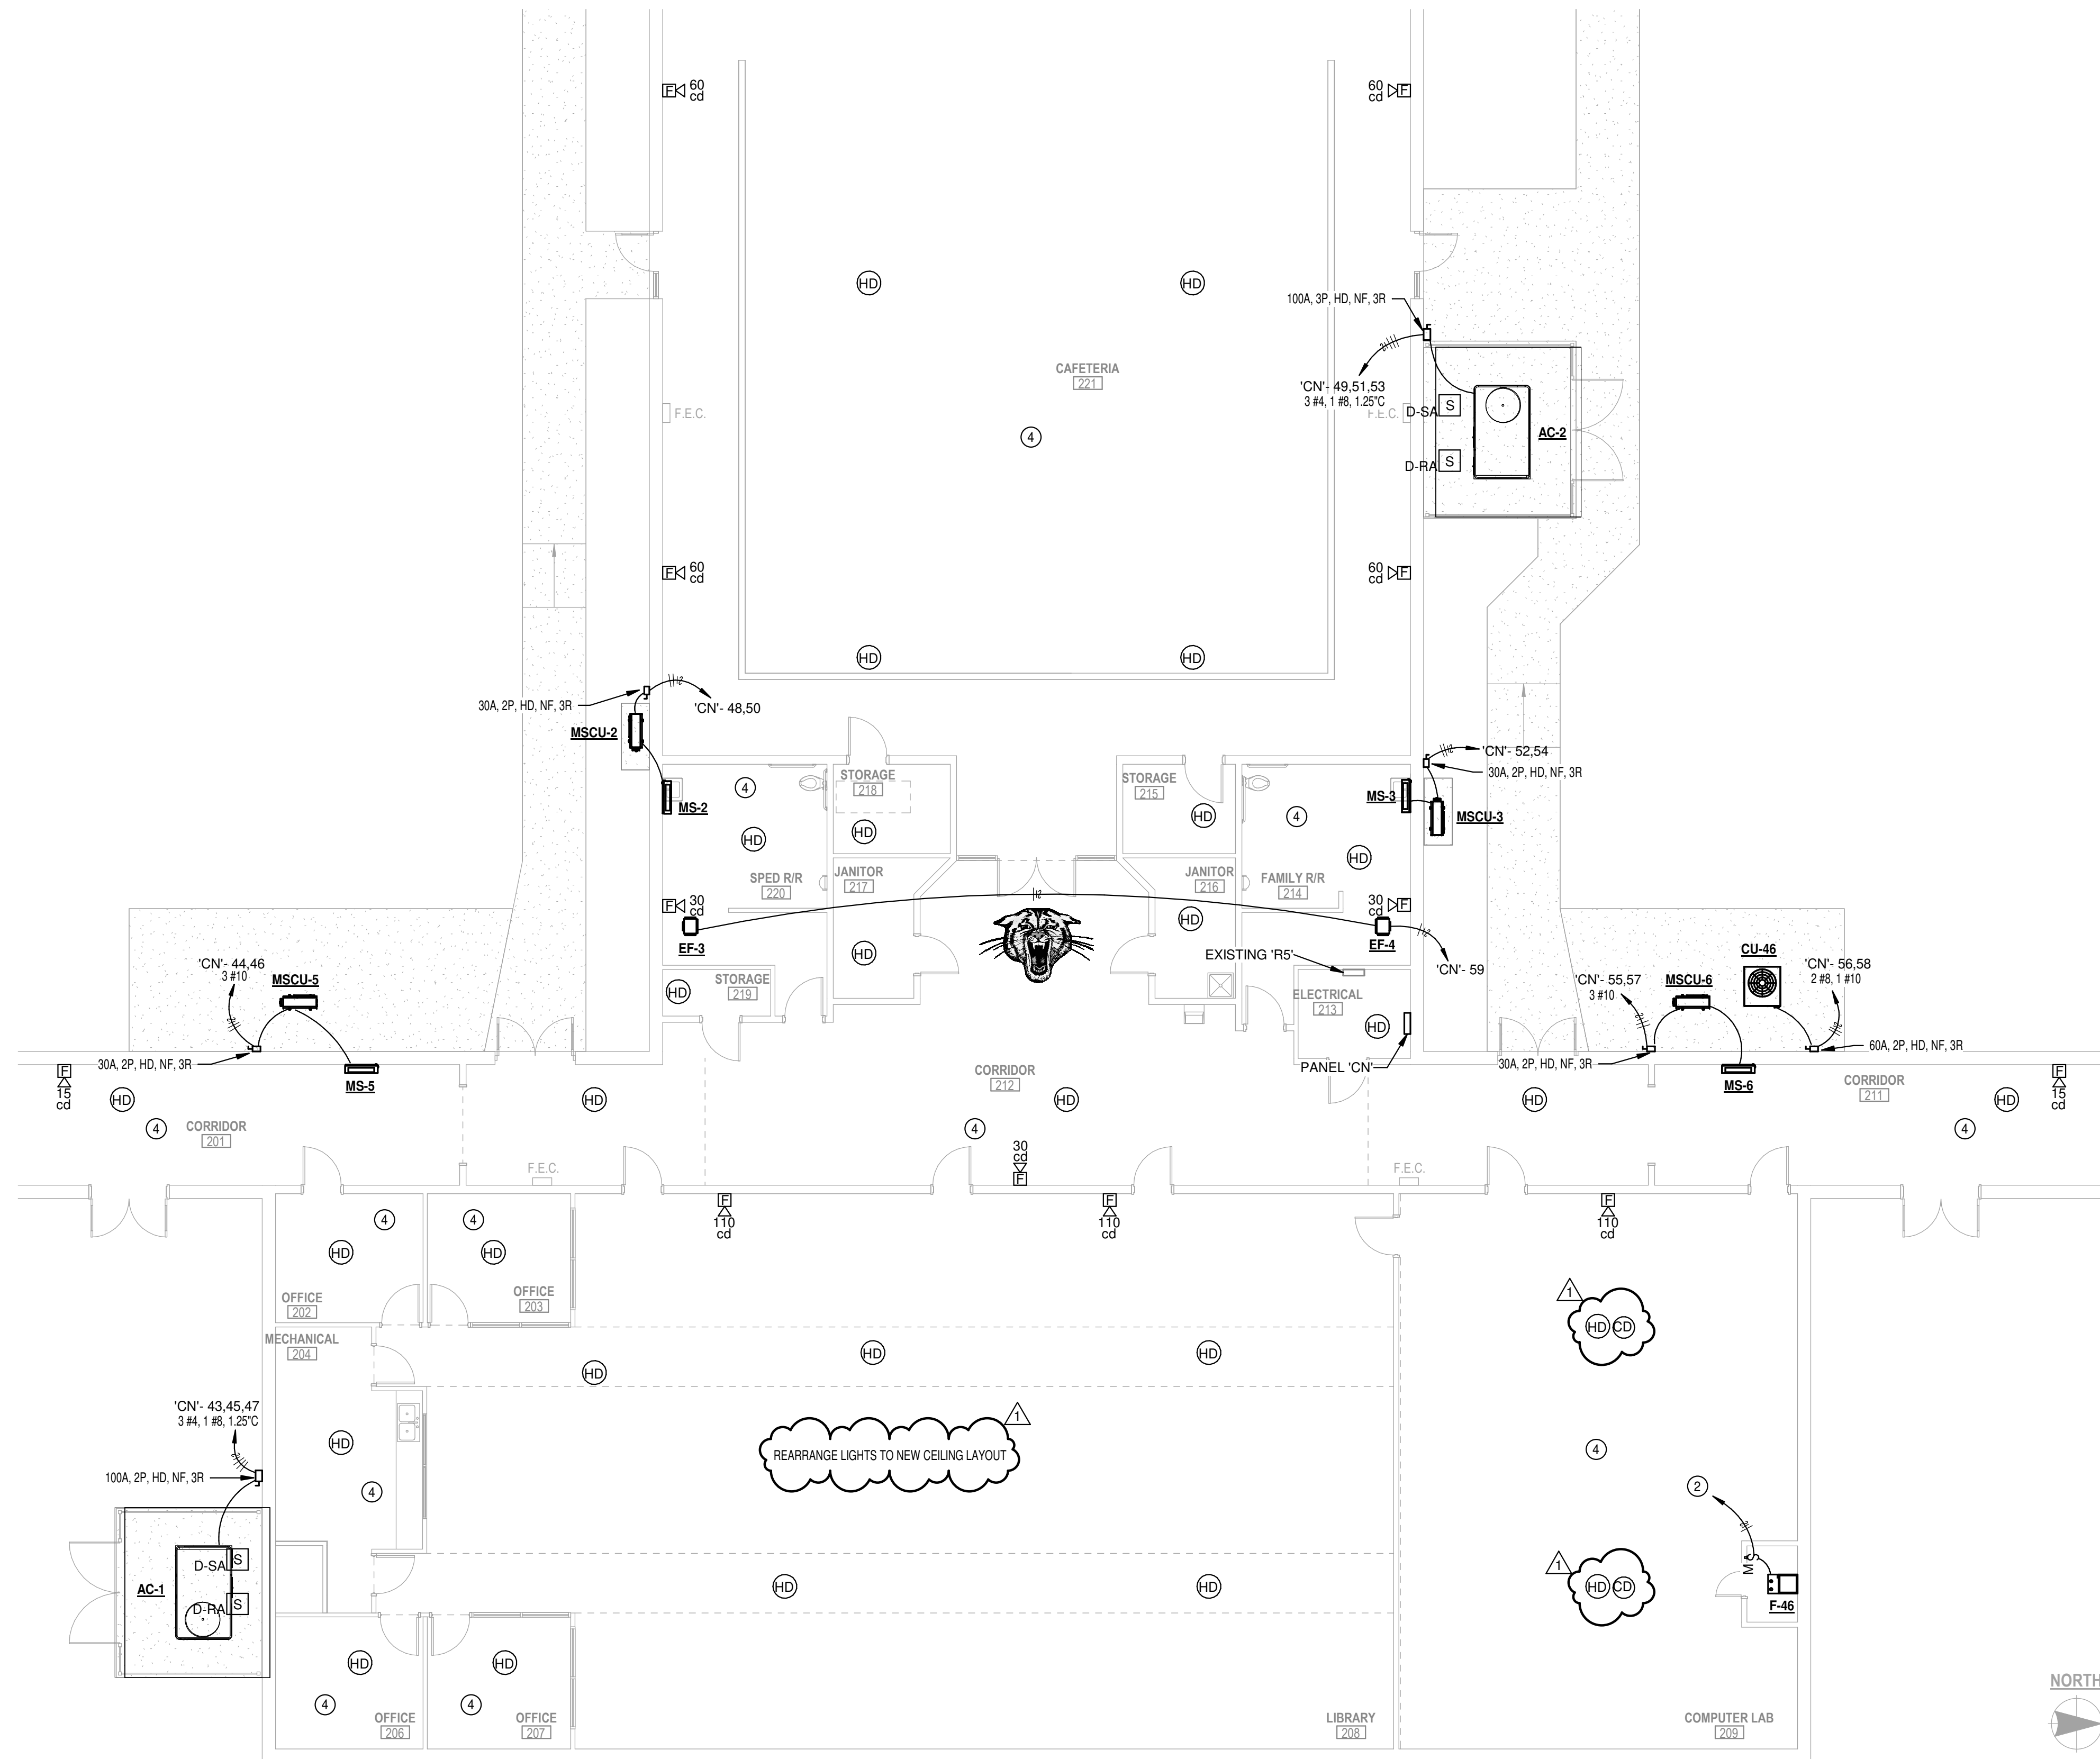 60
cd
F
60
cd
F
HD
HD
100A, 3P, HD, NF, 3R
CAFETERIA
221
'CN'- 49,51,53
3 #4, 1 #8, 1.25"C
F.E.C.
F.E.C.
D-SA
S
AC-2
4
D-RA
S
F
60
cd
60
cd
F
HD
HD
30A, 2P, HD, NF, 3R
12
'CN'- 48,50
MSCU-2
12
'CN'- 52,54
30A, 2P, HD, NF, 3R
STORAGE
218
STORAGE
215
4
MS-2
MS-3
MSCU-3
4
HD
HD
HD
HD
SPED R/R
220
JANITOR
217
JANITOR
216
FAMILY R/R
214
12
F
30
cd
30
cd
F
HD
EF-3
EF-4
12
EXISTING 'R5'
'CN'- 59
CU-46
HD
'CN'- 44,46
3 #10
MSCU-5
HD
STORAGE
219
ELECTRICAL
213
'CN'- 55,57
3 #10
MSCU-6
'CN'- 56,58
2 #8, 1 #10
HD
30A, 2P, HD, NF, 3R
MS-5
PANEL 'CN'
30A, 2P, HD, NF, 3R
MS-6
60A, 2P, HD, NF, 3R
F
15
cd
HD
HD
CORRIDOR
212
HD
HD
CORRIDOR
211
HD
F
15
cd
4
CORRIDOR
201
4
4
30
cd
F
F.E.C.
F.E.C.
F
110
cd
F
110
cd
F
110
cd
4
4
HD
HD
OFFICE
202
OFFICE
203
1
HD
CD
MECHANICAL
204
HD
HD
HD
'CN'- 43,45,47
3 #4, 1 #8, 1.25"C
HD
1
REARRANGE LIGHTS TO NEW CEILING LAYOUT
4
100A, 2P, HD, NF, 3R
4
2
D-SA
S
AC-1
D-RA
S
HD
HD
1
HD
CD
M
S
F-46
HD
HD
4
4
OFFICE
206
OFFICE
207
LIBRARY
208
COMPUTER LAB
209
NORTH